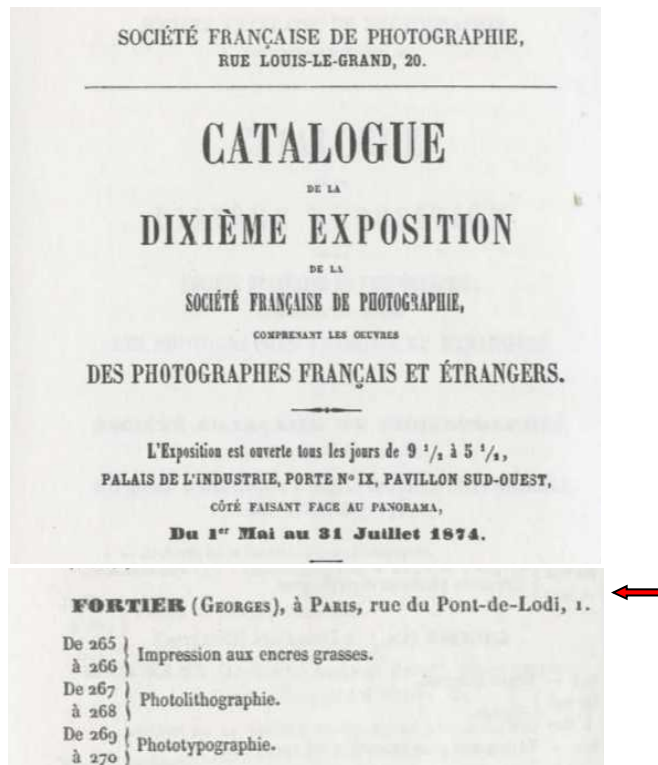 SOCIÉTÉ FRANÇAISE DE PHOTOGRAPHIE,
RUE LOUIS-LE-GRAND, 20.
CATALOGUE
DE LA
DIXIÈME EXPOSITION
DE LA
SOCIÉTÉ FRANÇAISE DE PHOTOGRAPHIE,
COMPRENANT LES OEUVRES
DES PHOTOGRAPHES FRANÇAIS ET ÉTRANGERS.
L'Exposition est ouverte tous les jours de 9 1/2 à 5 1/2,
PALAIS DE L'INDUSTRIE, PORTE No IX, PAVILLON SUD-OUEST,
CÔTÉ FAISANT FACE AU PANORAMA,
Du 1er Mai au 31 Juillet 1874.
FORTIER (GEORGES), à PARIS, rue du Pont-de-Lodi, 1.
De 265
à 266 } Impression aux encres grasses.
De 267
à 268 } Photolithographie.
De 269
à 270 } Phototypographie.